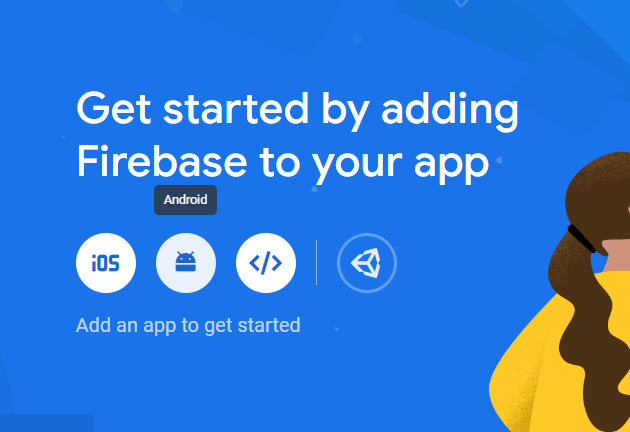 Get started by adding
Firebase to your app
Android
iOS
</>
Add an app to get started